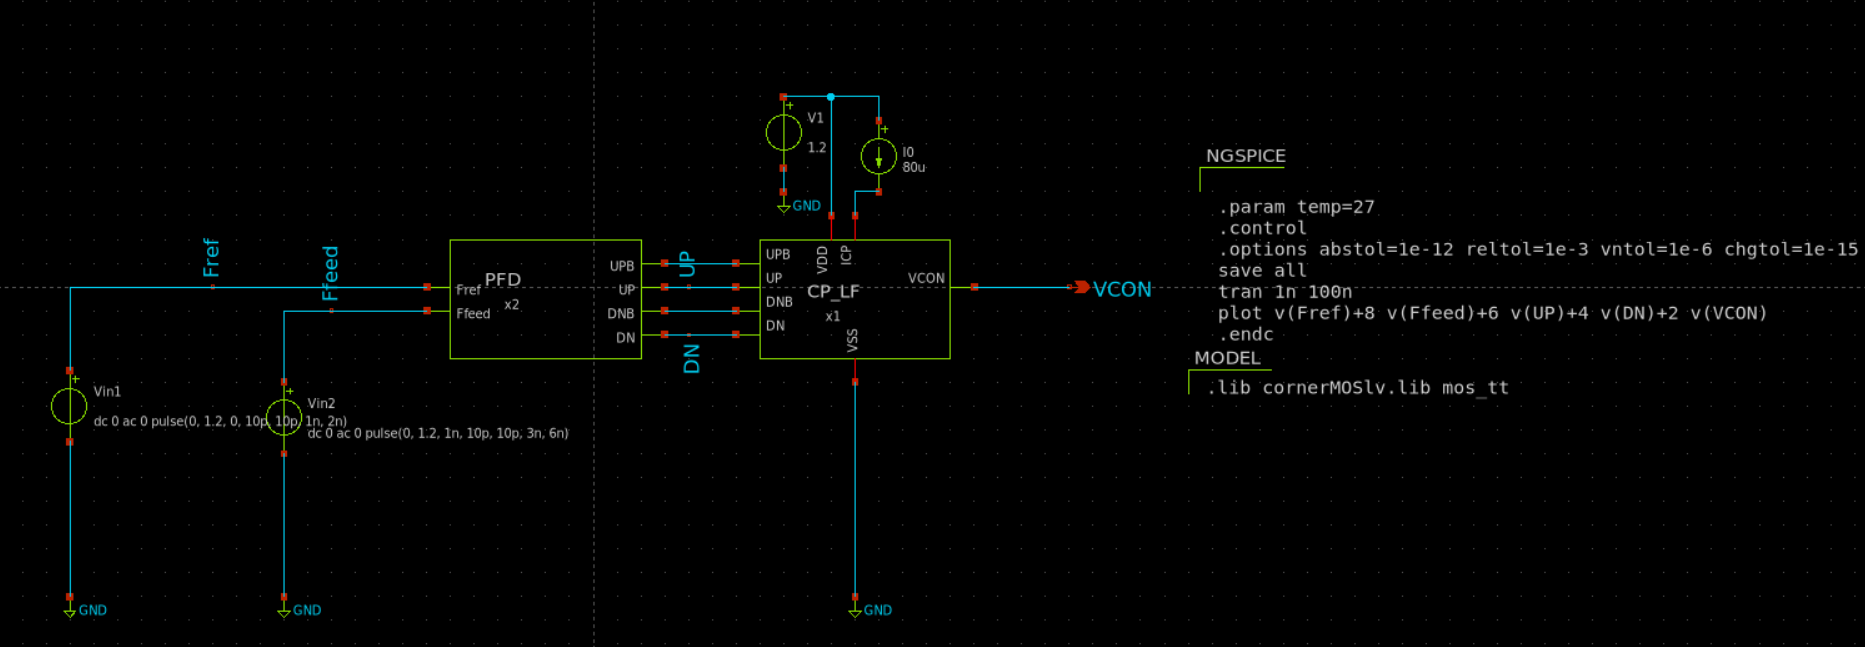 V1
1.2
I0
80u
GND
NGSPICE
.param temp=27
.control
.options abstol=1e-12 reltol=1e-3 vntol=1e-6 chgtol=1e-15
save all
tran 1n 100n
plot v(Fref)+8 v(Ffeed)+6 v(UP)+4 v(DN)+2 v(VCON)
.endc
MODEL
.lib cornerMOSlv.lib mos_tt
Fref
Ffeed
PFD
x2
Fref
Ffeed
UPB
UP
DNB
DN
UP
DN
UPB
UP
DNB
DN
VDD
ICP
CP_LF
x1
VSS
VCON
VCON
Vin1
dc 0 ac 0 pulse(0, 1.2, 0, 10p, 10p, 1n, 2n)
Vin2
dc 0 ac 0 pulse(0, 1.2, 1n, 10p, 10p, 3n, 6n)
GND
GND
GND